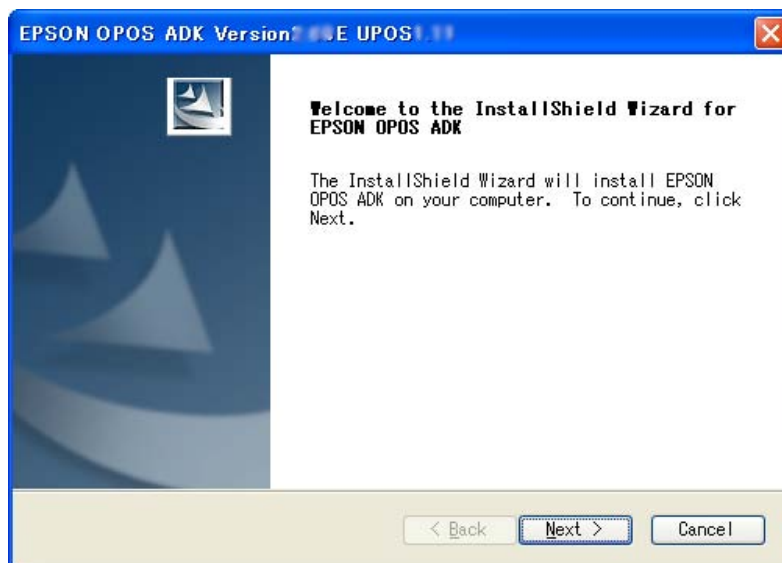 EPSON OPOS ADK Version E UPOS
Welcome to the InstallShield Wizard for
EPSON OPOS ADK
The InstallShield Wizard will install EPSON
OPOS ADK on your computer. To continue, click
Next.
< Back
Next >
Cancel